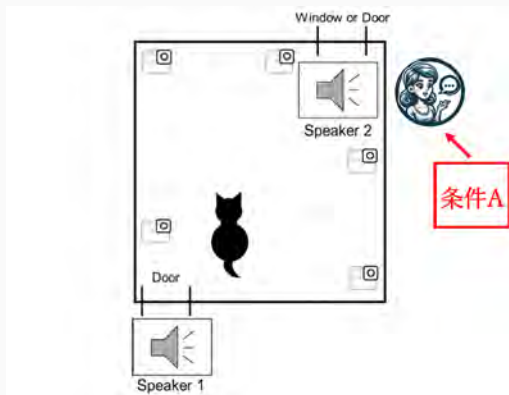 Window or Door
Speaker 2
条件A
Door
Speaker 1